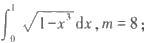 ∫₀¹ √(1-x³) dx, m = 8;